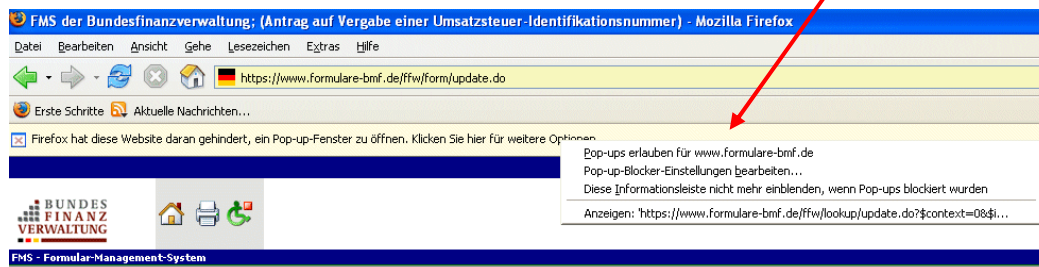 FMS der Bundesfinanzverwaltung; (Antrag auf Vergabe einer Umsatzsteuer-Identifikationsnummer) - Mozilla Firefox
Datei Bearbeiten Ansicht Gehe Lesezeichen Extras Hilfe
https://www.formulare-bmf.de/ffw/form/update.do
Erste Schritte Aktuelle Nachrichten...
Firefox hat diese Website daran gehindert, ein Pop-up-Fenster zu öffnen. Klicken Sie hier für weitere Optionen
Pop-ups erlauben für www.formulare-bmf.de
Pop-up-Blocker-Einstellungen bearbeiten...
Diese Informationsleiste nicht mehr einblenden, wenn Pop-ups blockiert wurden
Anzeigen: 'https://www.formulare-bmf.de/ffw/lookup/update.do?$context=0&$i...
BUNDES
FINANZ
VERWALTUNG
FMS - Formular-Management-System